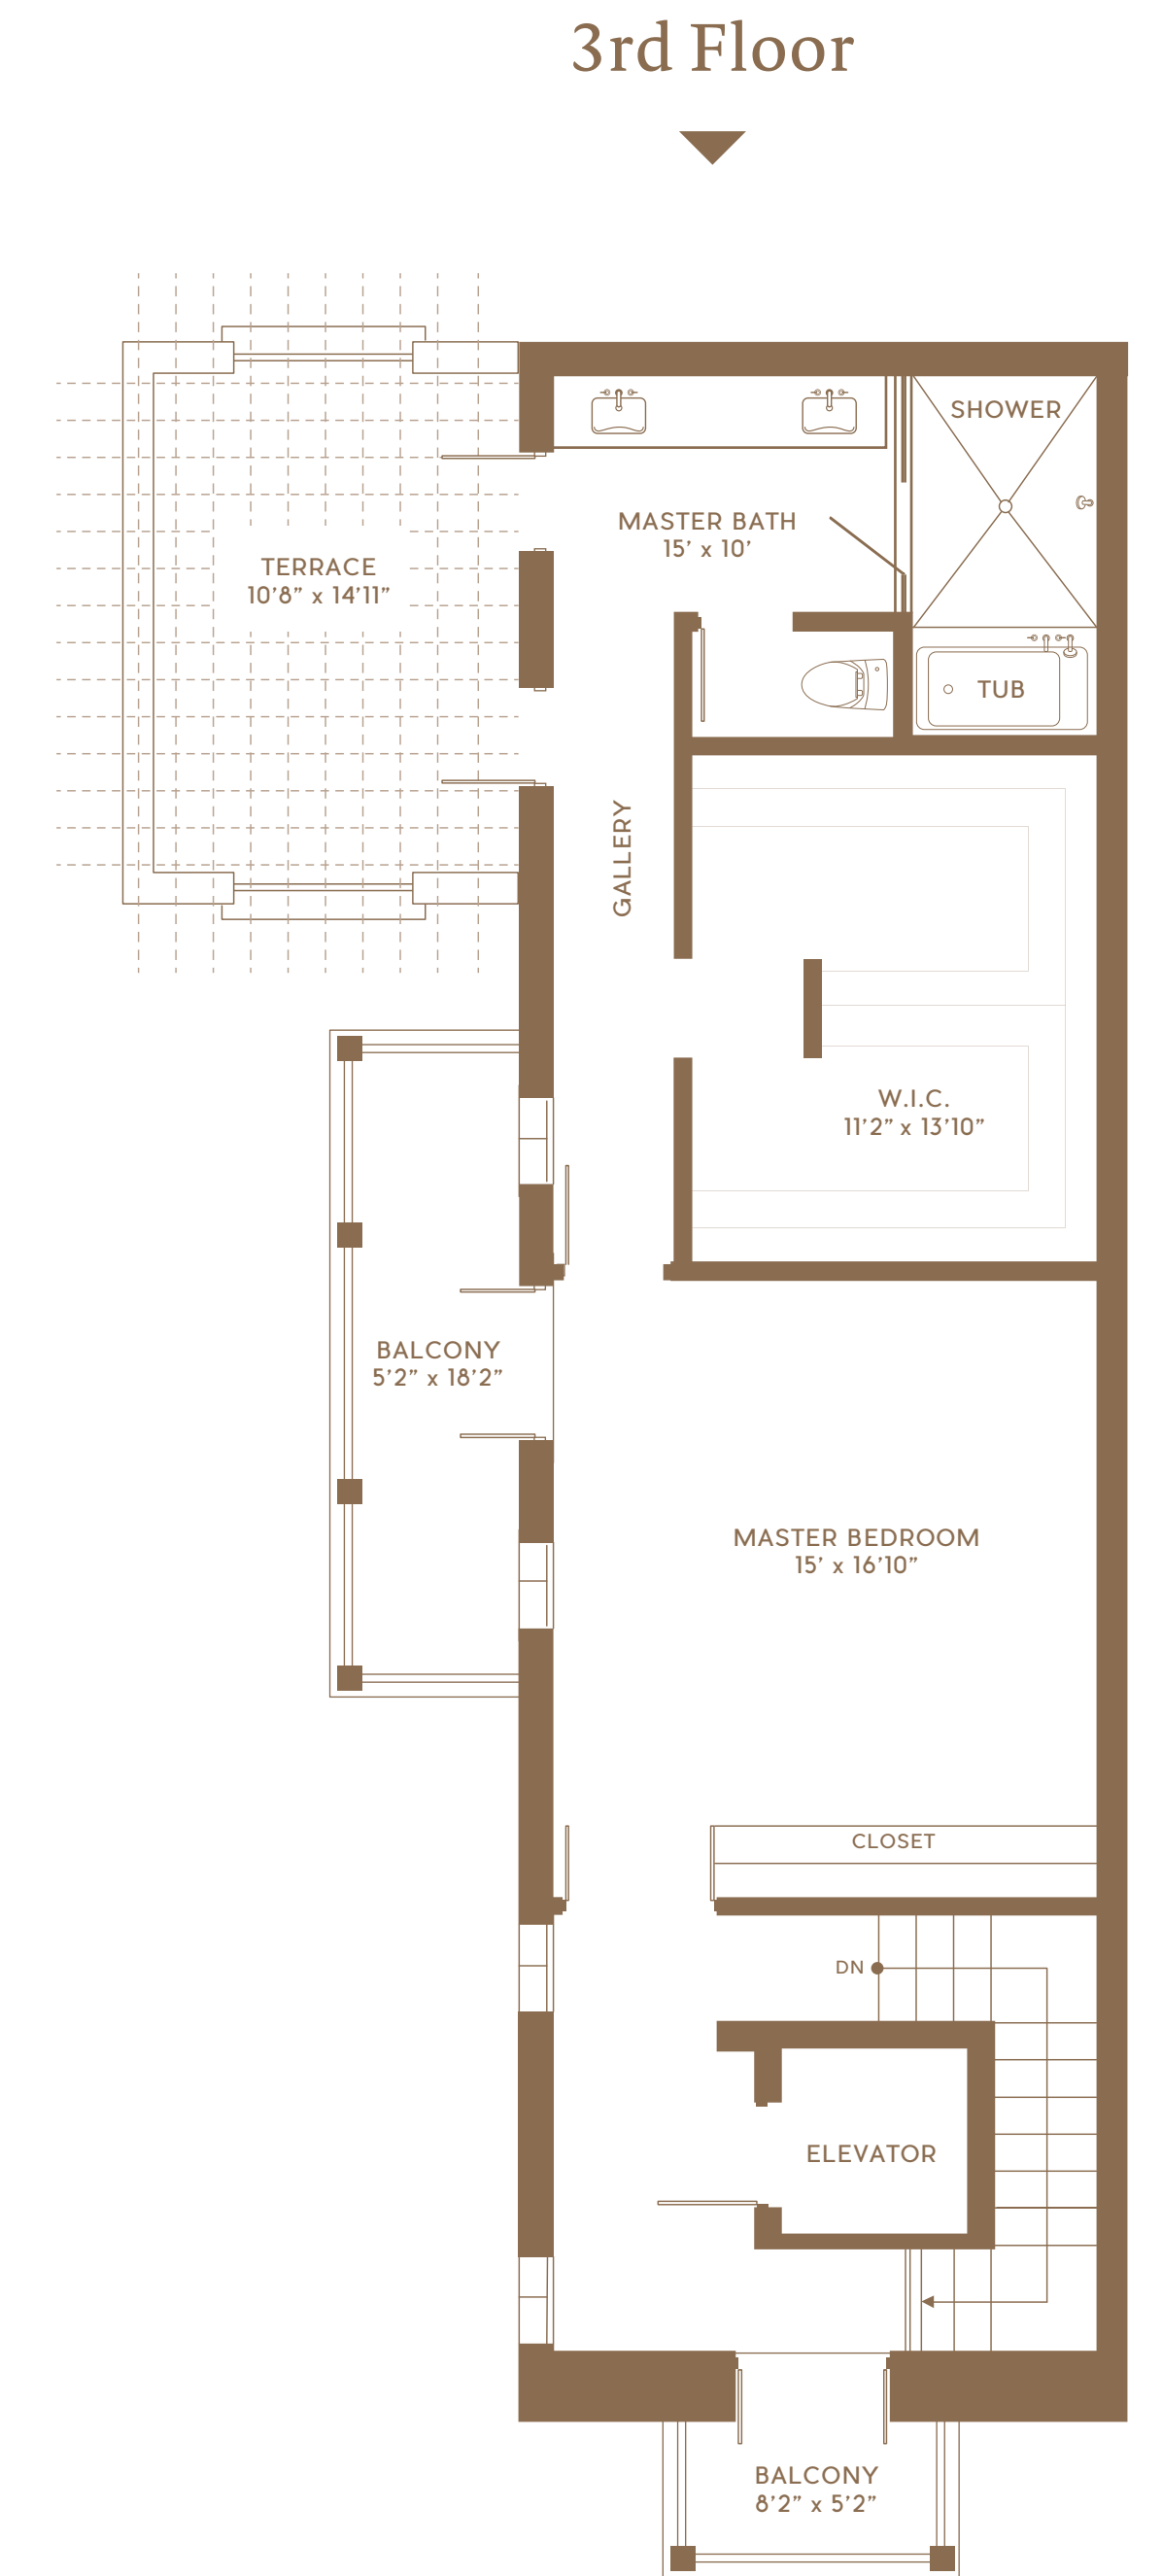 3rd Floor
SHOWER
MASTER BATH
15’ x 10’
TERRACE
10’8” x 14’11”
TUB
GALLERY
W.I.C.
11’2” x 13’10”
BALCONY
5’2” x 18’2”
MASTER BEDROOM
15’ x 16’10”
CLOSET
DN
ELEVATOR
BALCONY
8’2” x 5’2”